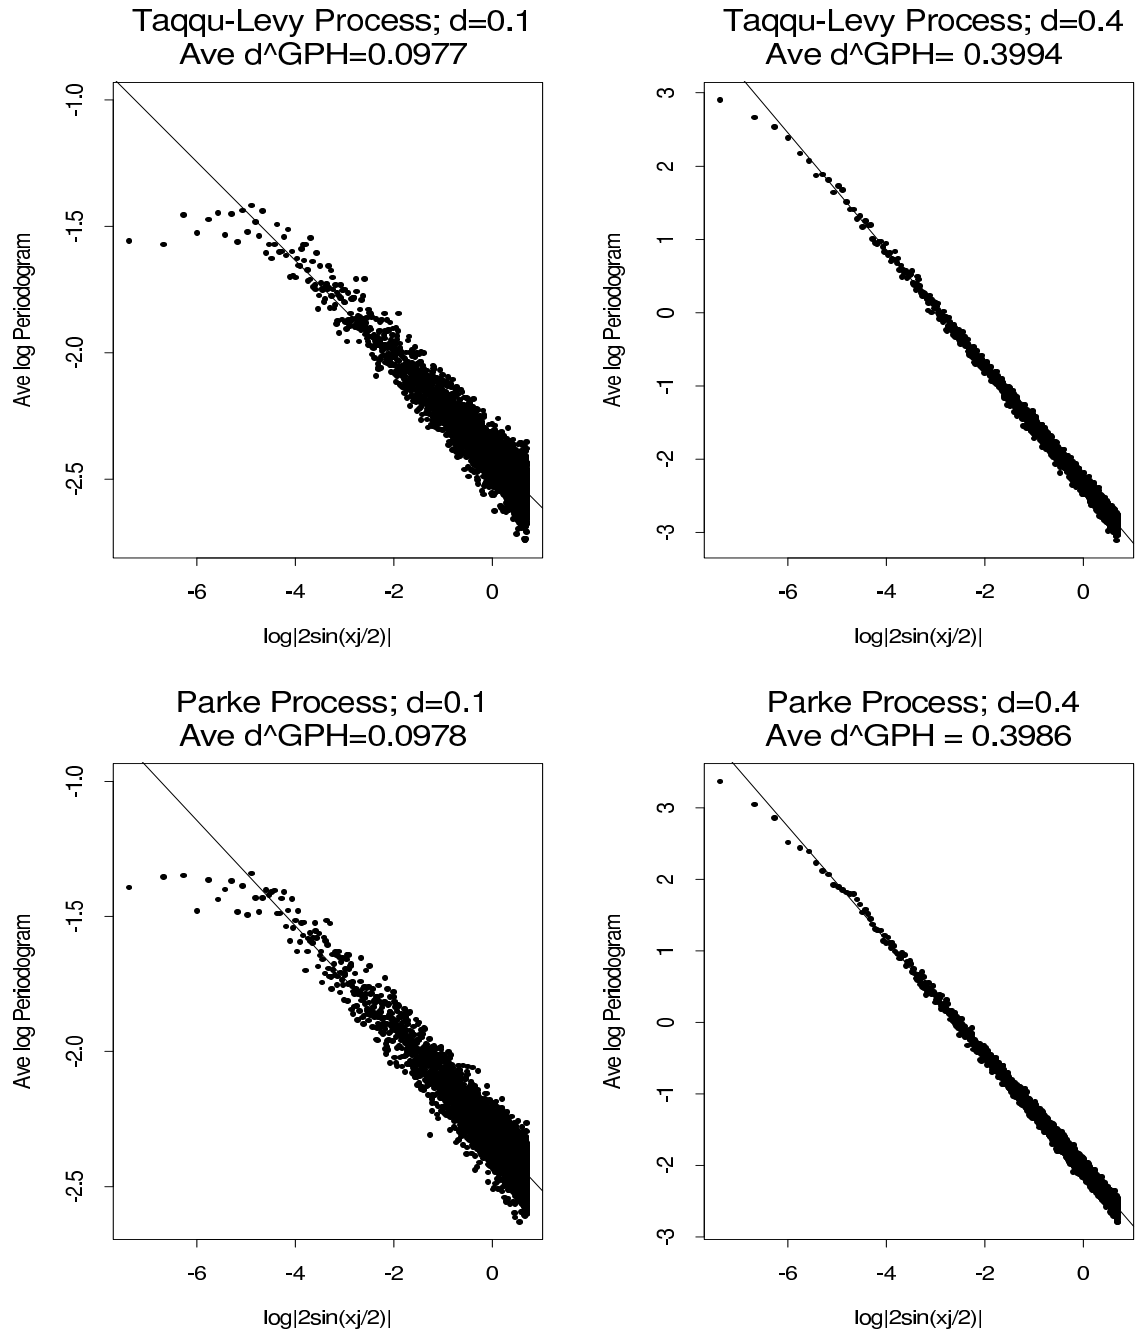 Taqqu-Levy Process; d=0.1
Ave d^GPH=0.0977
-1.0
-1.5
-2.0
-2.5
Ave log Periodogram
-6 -4 -2 0
log|2sin(xj/2)|
Taqqu-Levy Process; d=0.4
Ave d^GPH= 0.3994
3
2
1
0
-1
-2
-3
Ave log Periodogram
-6 -4 -2 0
log|2sin(xj/2)|
Parke Process; d=0.1
Ave d^GPH=0.0978
-1.0
-1.5
-2.0
-2.5
Ave log Periodogram
-6 -4 -2 0
log|2sin(xj/2)|
Parke Process; d=0.4
Ave d^GPH = 0.3986
3
2
1
0
-1
-2
-3
Ave log Periodogram
-6 -4 -2 0
log|2sin(xj/2)|